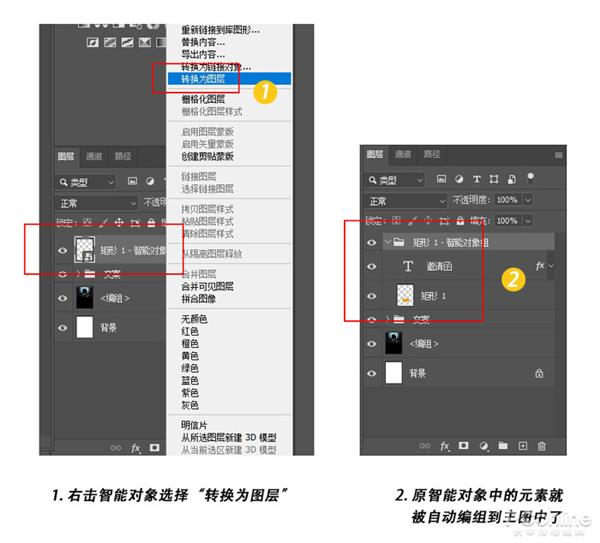 重新链接到库图形...
替换内容...
导出内容...
转换为链接对象...
转换为图层
1
栅格化图层
栅格化图层样式
启用图层蒙版
启用矢量蒙版
创建剪贴蒙版
链接图层
选择链接图层
拷贝图层样式
粘贴图层样式
清除图层样式
从隔离图层释放
合并图层
合并可见图层
拼合图像
无颜色
红色
橙色
黄色
绿色
蓝色
紫色
灰色
明信片
从所选图层新建 3D 模型
从当前选区新建 3D 模型
图层 通道 路径
类型
正常 不透明
锁定:
矩形 1 - 智能对象
文案
<编组>
背景
fx
图层 通道 路径
类型
正常 不透明度: 100%
锁定: 填充: 100%
矩形 1 - 智能对象组
T 邀请函 fx
2
矩形 1
文案
<编组>
背景
fx
1. 右击智能对象选择“转换为图层”
2. 原智能对象中的元素就
被自动编组到主图中了